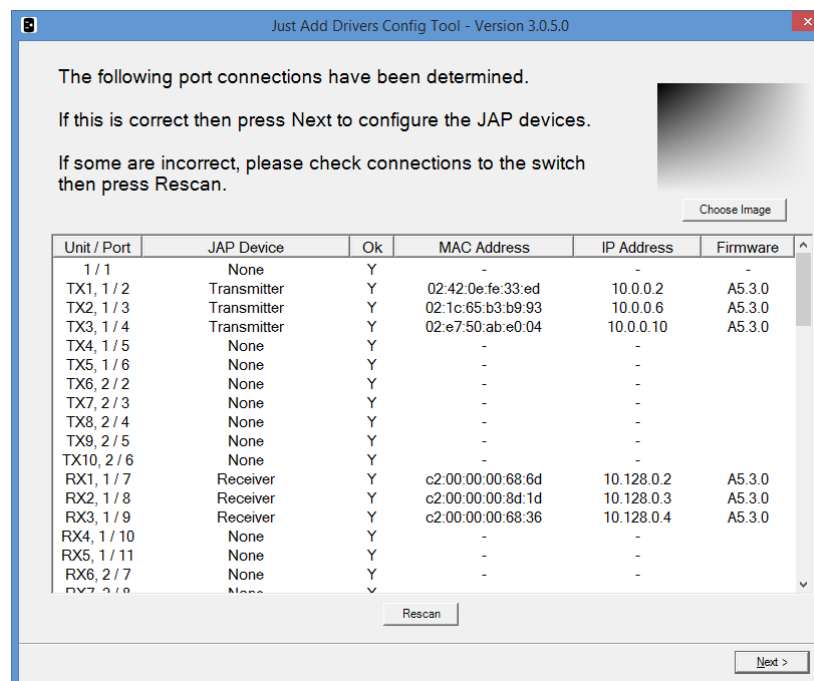 Just Add Drivers Config Tool - Version 3.0.5.0
The following port connections have been determined.
If this is correct then press Next to configure the JAP devices.
If some are incorrect, please check connections to the switch
then press Rescan.
Choose Image
Unit / Port JAP Device Ok MAC Address IP Address Firmware
1 / 1 None Y - - -
TX1, 1 / 2 Transmitter Y 02:42:0e:fe:33:ed 10.0.0.2 A5.3.0
TX2, 1 / 3 Transmitter Y 02:1c:65:b3:b9:93 10.0.0.6 A5.3.0
TX3, 1 / 4 Transmitter Y 02:e7:50:ab:e0:04 10.0.0.10 A5.3.0
TX4, 1 / 5 None Y - -
TX5, 1 / 6 None Y - -
TX6, 2 / 2 None Y - -
TX7, 2 / 3 None Y - -
TX8, 2 / 4 None Y - -
TX9, 2 / 5 None Y - -
TX10, 2 / 6 None Y - -
RX1, 1 / 7 Receiver Y c2:00:00:00:68:6d 10.128.0.2 A5.3.0
RX2, 1 / 8 Receiver Y c2:00:00:00:8d:1d 10.128.0.3 A5.3.0
RX3, 1 / 9 Receiver Y c2:00:00:00:68:36 10.128.0.4 A5.3.0
RX4, 1 / 10 None Y - -
RX5, 1 / 11 None Y - -
RX6, 2 / 7 None Y - -
Rescan
Next >